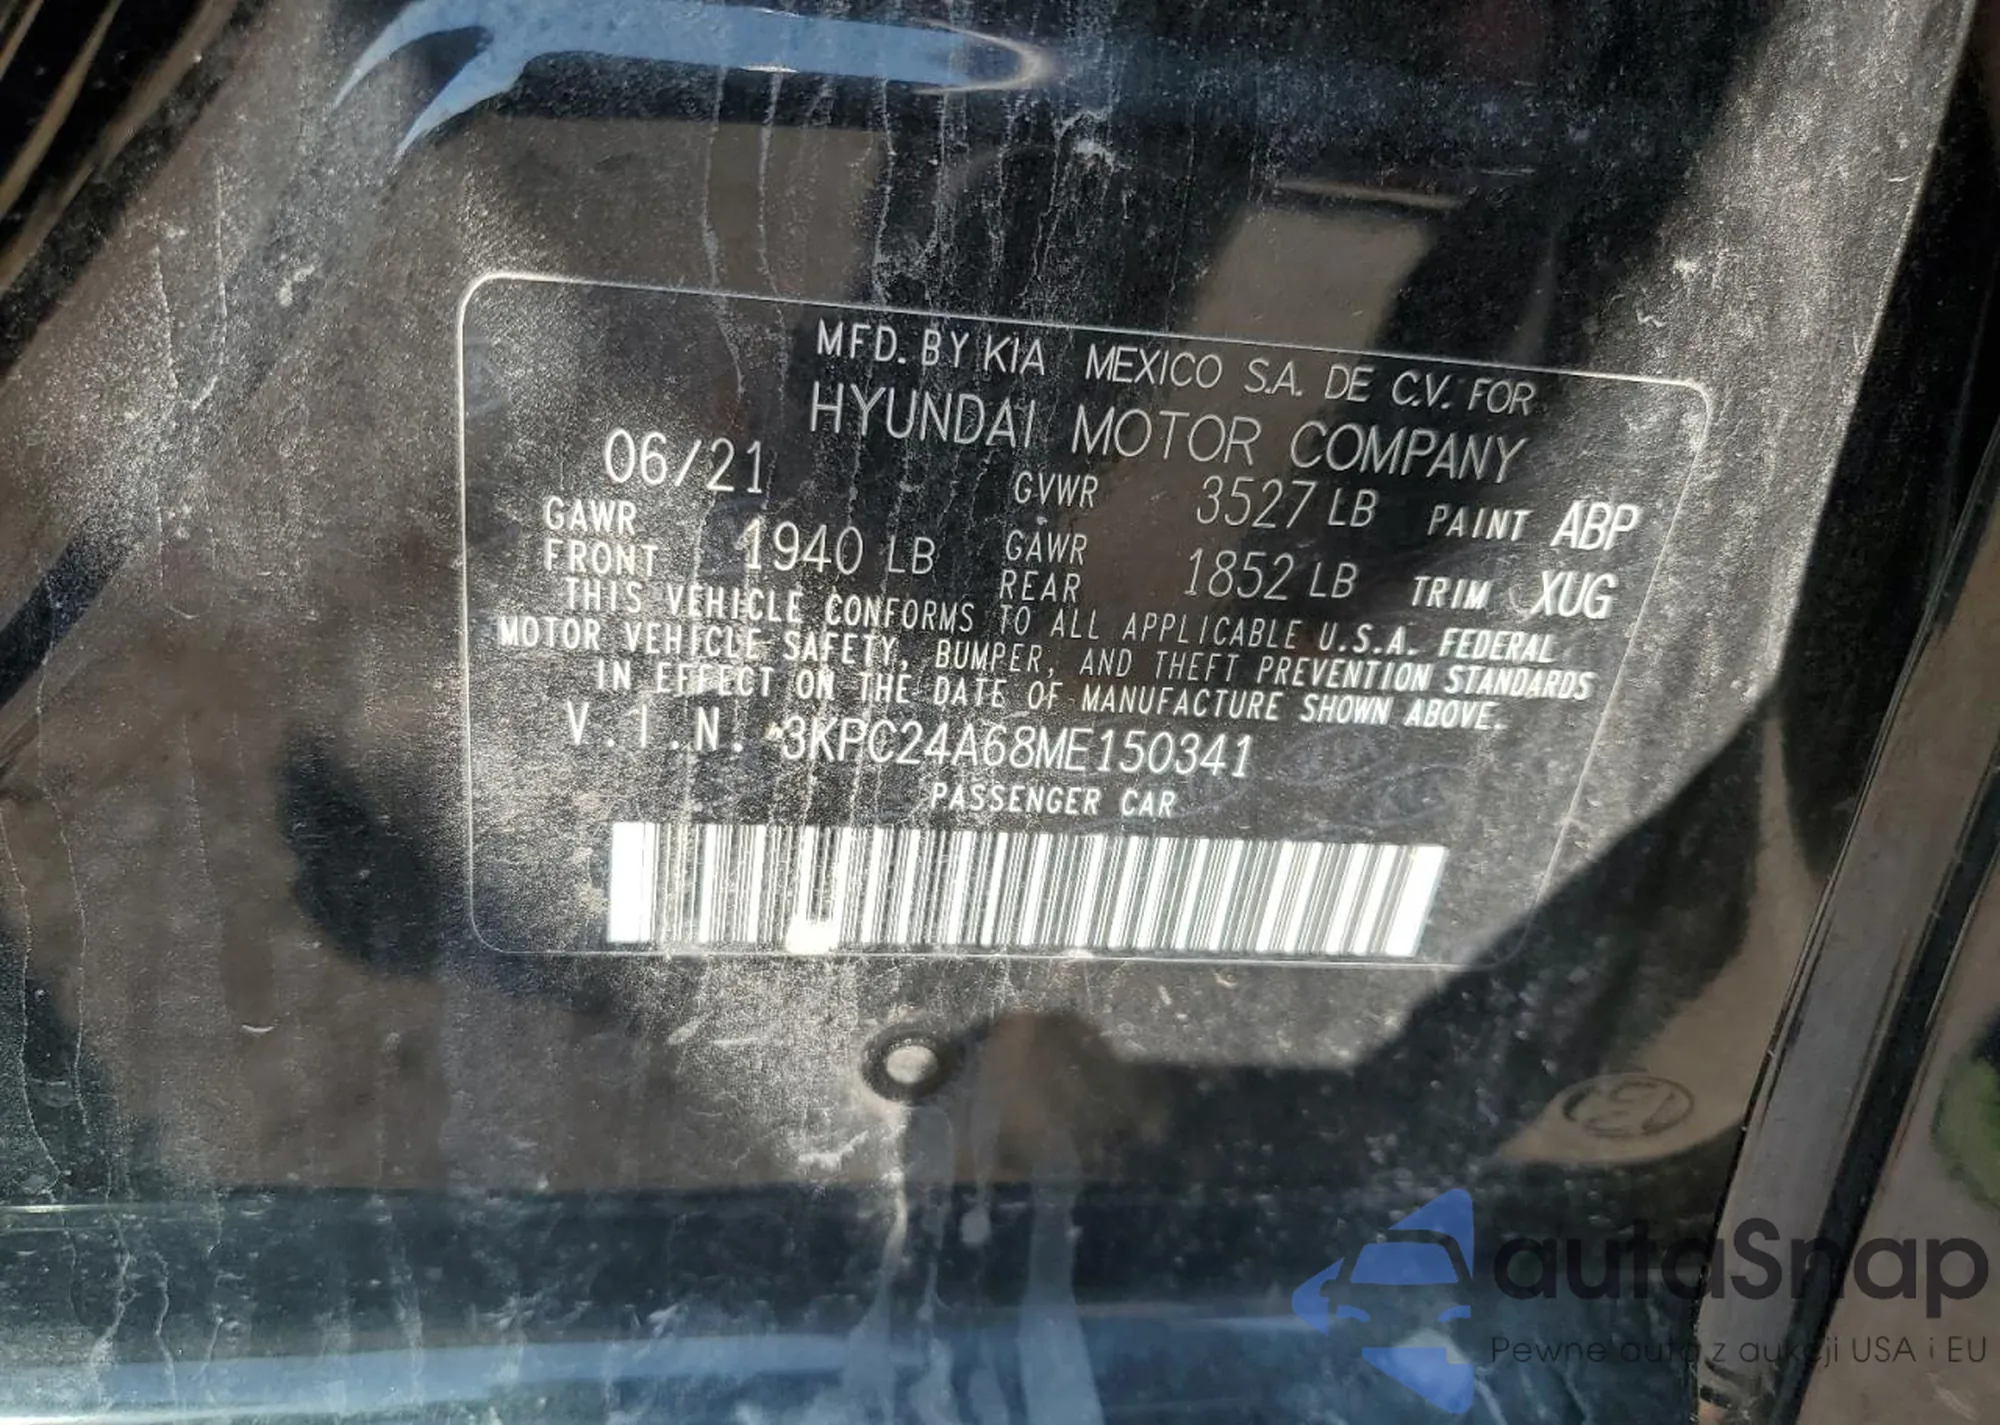 MFD. BY KIA MEXICO S.A. DE C.V. FOR
HYUNDAI MOTOR COMPANY
06/21 GVWR 3527 LB PAINT ABP
GAWR FRONT 1940 LB GAWR REAR 1852 LB TRIM XUG
THIS VEHICLE CONFORMS TO ALL APPLICABLE U.S.A. FEDERAL
MOTOR VEHICLE SAFETY, BUMPER, AND THEFT PREVENTION STANDARDS
IN EFFECT ON THE DATE OF MANUFACTURE SHOWN ABOVE.
V.I.N. 3KPC24A68ME150341
PASSENGER CAR
autaSnap
Pewne auta z aukcji USA i EU